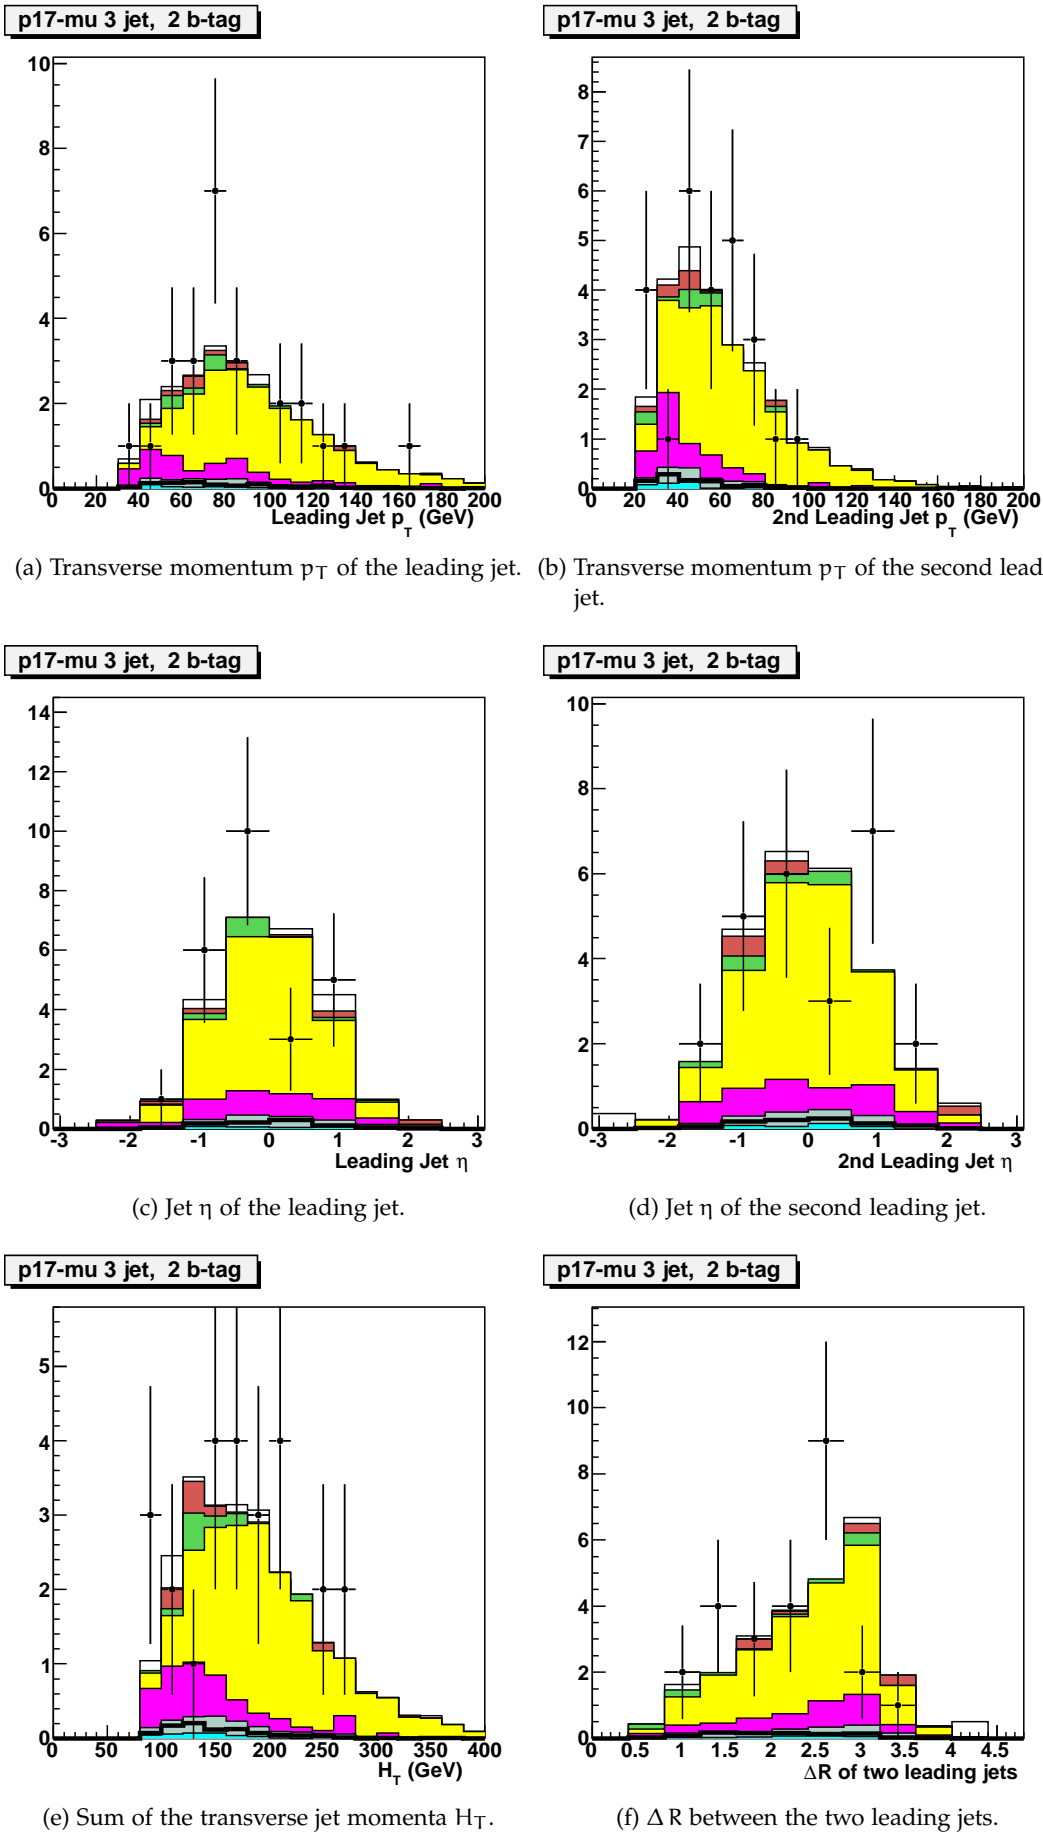 p17-mu 3 jet, 2 b-tag
10
8
6
4
2
0
0 20 40 60 80 100 120 140 160 180 200
Leading Jet p_T (GeV)
(a) Transverse momentum p_T of the leading jet.
p17-mu 3 jet, 2 b-tag
8
7
6
5
4
3
2
1
0
0 20 40 60 80 100 120 140 160 180 200
2nd Leading Jet p_T (GeV)
(b) Transverse momentum p_T of the second lead
jet.
p17-mu 3 jet, 2 b-tag
14
12
10
8
6
4
2
0
-3 -2 -1 0 1 2 3
Leading Jet η
(c) Jet η of the leading jet.
p17-mu 3 jet, 2 b-tag
10
8
6
4
2
0
-3 -2 -1 0 1 2 3
2nd Leading Jet η
(d) Jet η of the second leading jet.
p17-mu 3 jet, 2 b-tag
5
4
3
2
1
0
0 50 100 150 200 250 300 350 400
H_T (GeV)
(e) Sum of the transverse jet momenta H_T.
p17-mu 3 jet, 2 b-tag
12
10
8
6
4
2
0
0 0.5 1 1.5 2 2.5 3 3.5 4 4.5
ΔR of two leading jets
(f) Δ R between the two leading jets.